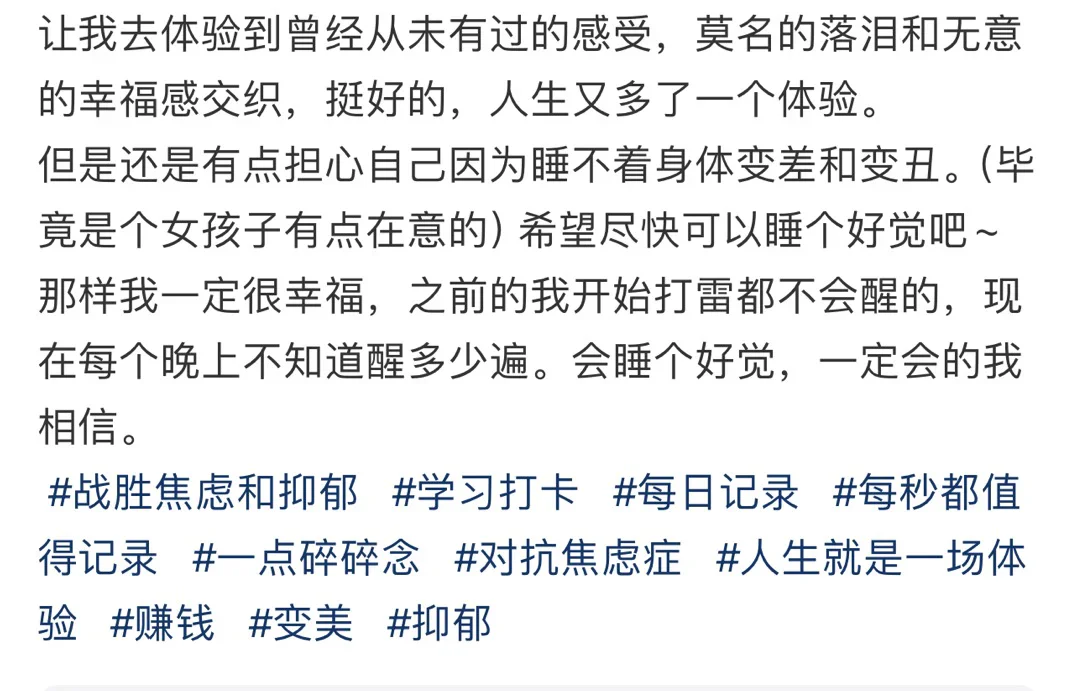 让我去体验到曾经从未有过的感受，莫名的落泪和无意
的幸福感交织，挺好的，人生又多了一个体验。
但是还是有点担心自己因为睡不着身体变差和变丑。（毕
竟是个女孩子有点在意的）希望尽快可以睡个好觉吧～
那样我一定很幸福，之前的我开始打雷都不会醒的，现
在每个晚上不知道醒多少遍。会睡个好觉，一定会的我
相信。
#战胜焦虑和抑郁 #学习打卡 #每日记录 #每秒都值
得记录 #一点碎碎念 #对抗焦虑症 #人生就是一场体
验 #赚钱 #变美 #抑郁